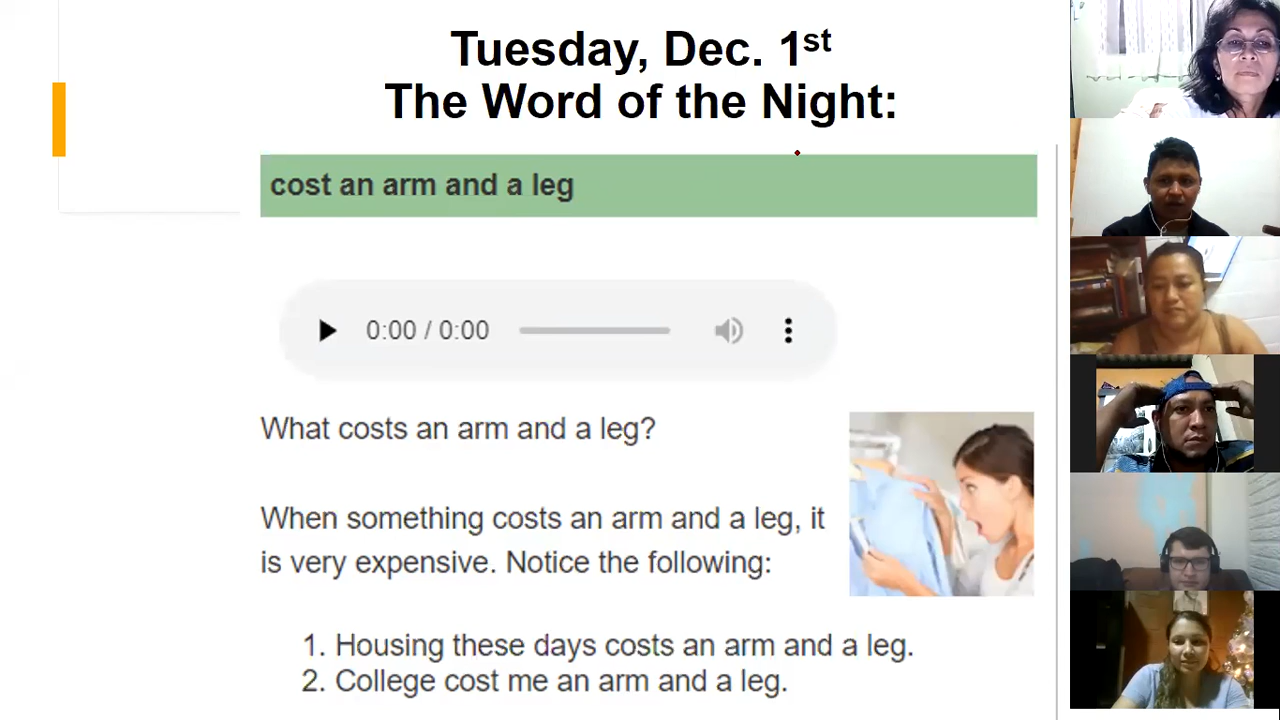 Tuesday, Dec. 1st
The Word of the Night:
cost an arm and a leg
0:00 / 0:00
What costs an arm and a leg?
When something costs an arm and a leg, it
is very expensive. Notice the following:
1. Housing these days costs an arm and a leg.
2. College cost me an arm and a leg.